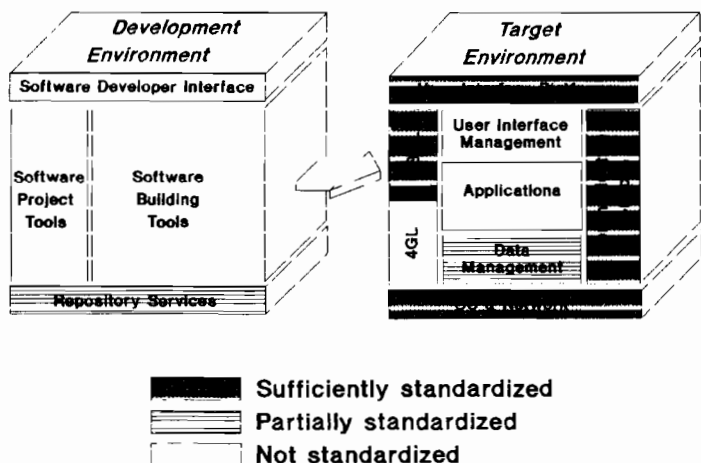 Development
Environment
Software Developer Interface
Software
Project
Tools
Software
Building
Tools
Repository Services
Target
Environment
User Interface
Management
Applications
4GL
Data
Management
Sufficiently standardized
Partially standardized
Not standardized